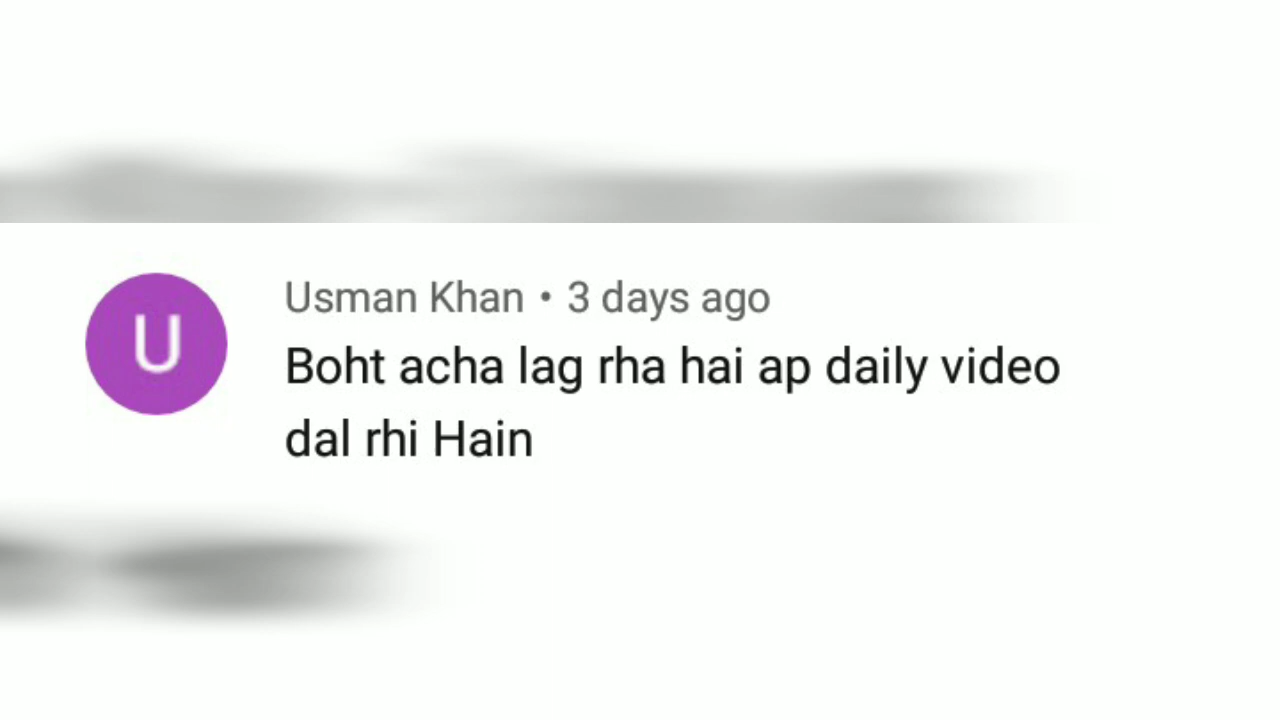 U
Usman Khan • 3 days ago
Boht acha lag rha hai ap daily video
dal rhi Hain